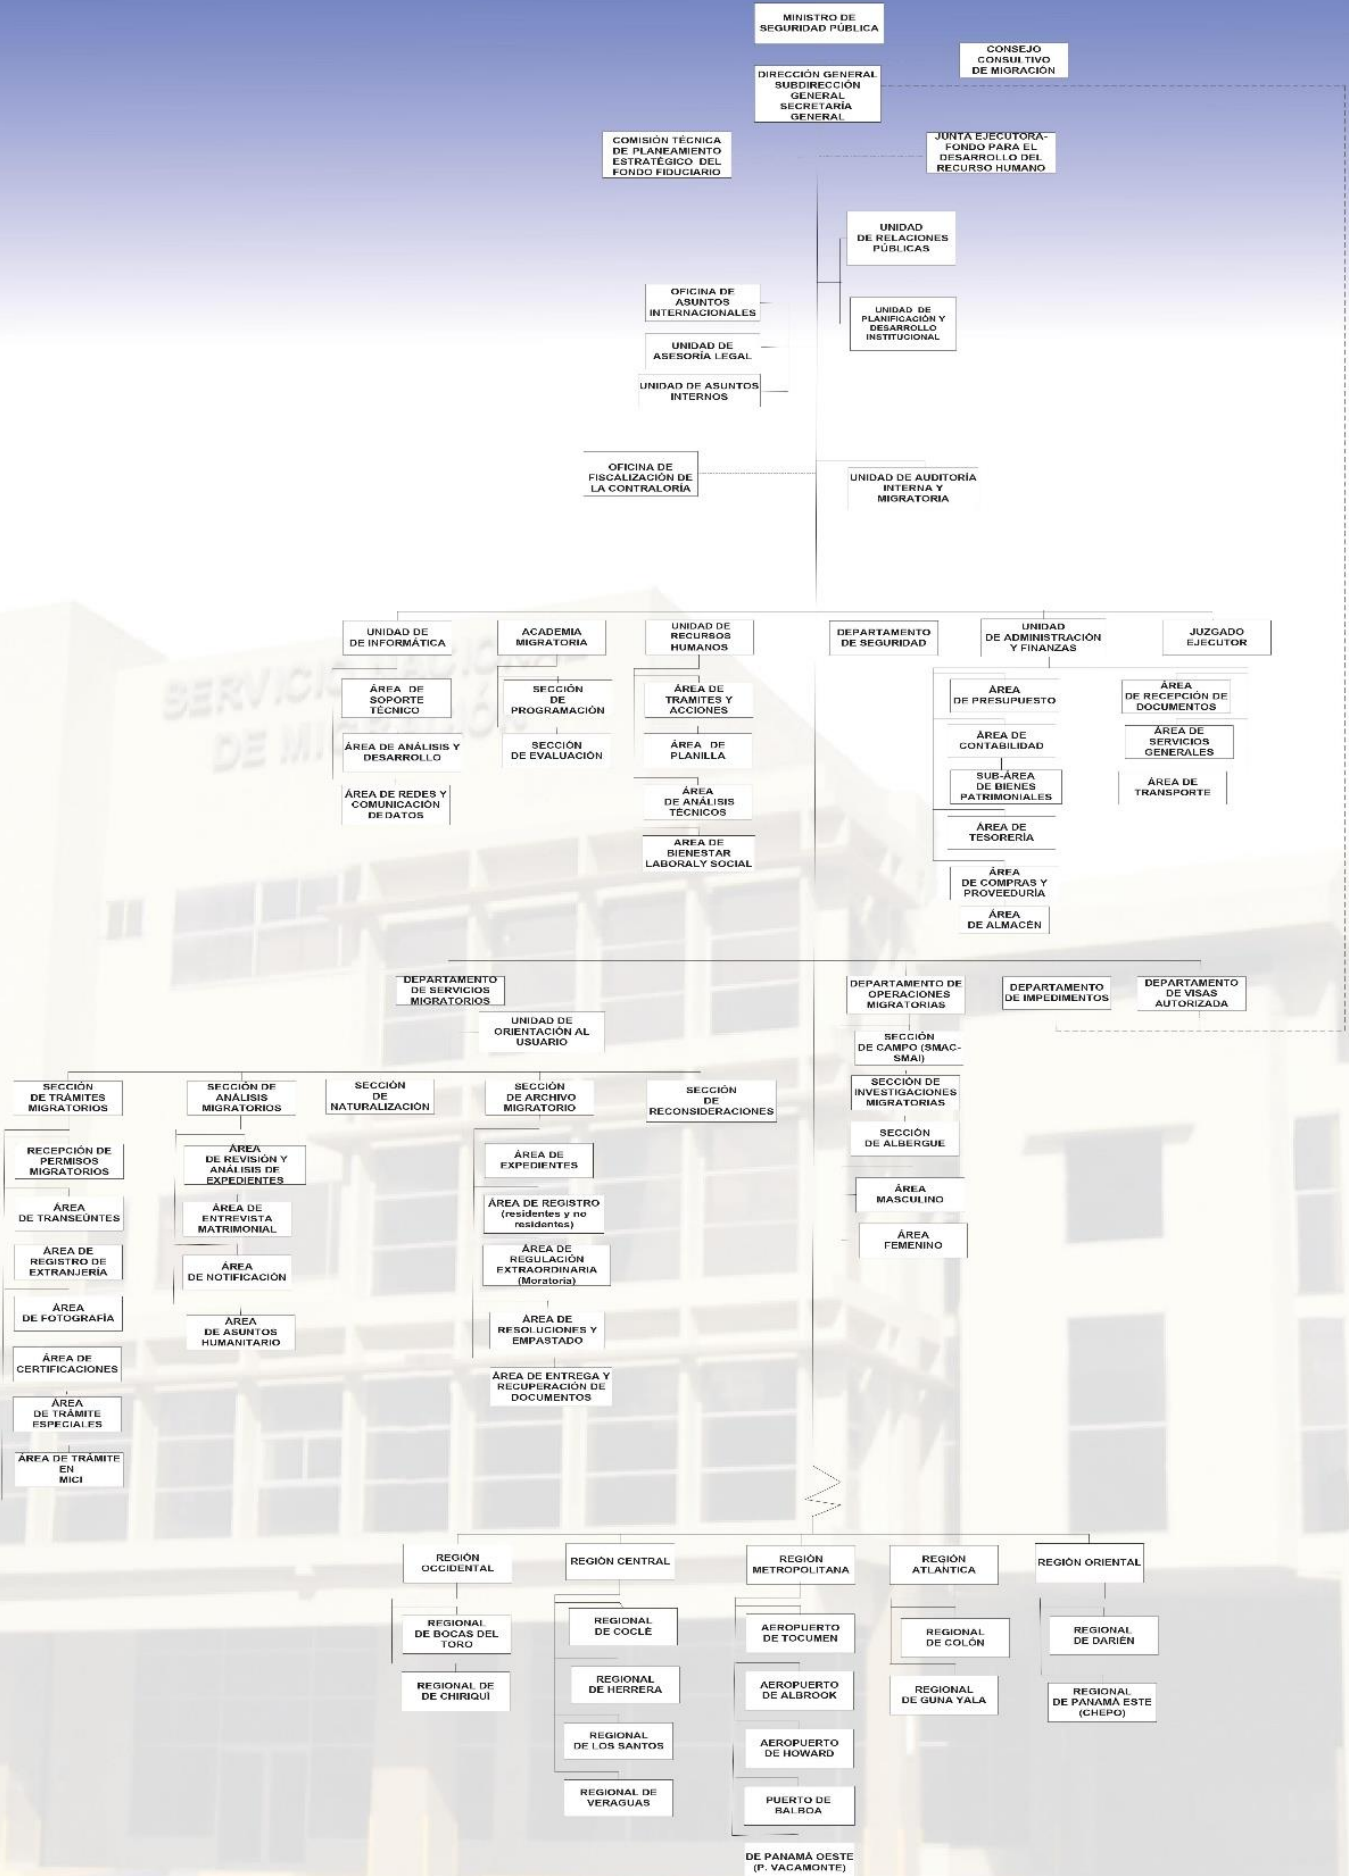 MINISTRO DE
SEGURIDAD PÚBLICA
CONSEJO
CONSULTIVO
DE MIGRACIÓN
DIRECCIÓN GENERAL
SUBDIRECCIÓN
GENERAL
SECRETARÍA
GENERAL
COMISIÓN TÉCNICA
DE PLANEAMIENTO
ESTRATÉGICO DEL
FONDO FIDUCIARIO
JUNTA EJECUTORA-
FONDO PARA EL
DESARROLLO DEL
RECURSO HUMANO
UNIDAD
DE RELACIONES
PÚBLICAS
OFICINA DE
ASUNTOS
INTERNACIONALES
UNIDAD DE
PLANIFICACIÓN Y
DESARROLLO
INSTITUCIONAL
UNIDAD DE
ASESORÍA LEGAL
UNIDAD DE ASUNTOS
INTERNOS
OFICINA DE
FISCALIZACIÓN DE
LA CONTRALORÍA
UNIDAD DE AUDITORÍA
INTERNA Y
MIGRATORIA
UNIDAD DE
DE INFORMÁTICA
ACADEMIA
MIGRATORIA
UNIDAD DE
RECURSOS
HUMANOS
DEPARTAMENTO
DE SEGURIDAD
UNIDAD
DE ADMINISTRACIÓN
Y FINANZAS
JUZGADO
EJECUTOR
SERVICIO NACIONAL
DE MIGRACIÓN
ÁREA DE
SOPORTE
TÉCNICO
ÁREA DE ANÁLISIS Y
DESARROLLO
ÁREA DE REDES Y
COMUNICACIÓN
DEDATOS
SECCIÓN
DE
PROGRAMACIÓN
SECCIÓN
DE EVALUACIÓN
ÁREA DE
TRAMITES Y
ACCIONES
ÁREA DE
PLANILLA
ÁREA
DE ANÁLISIS
TÉCNICOS
AREA DE
BIENESTAR
LABORALY SOCIAL
ÁREA
DE PRESUPUESTO
ÁREA DE
CONTABILIDAD
SUB-ÁREA
DE BIENES
PATRIMONIALES
ÁREA DE
TESORERÍA
ÁREA
DE COMPRAS Y
PROVEEDURÍA
ÁREA
DE ALMACÉN
ÁREA
DE RECEPCIÓN DE
DOCUMENTOS
ÁREA DE
SERVICIOS
GENERALES
ÁREA DE
TRANSPORTE
DEPARTAMENTO
DE SERVICIOS
MIGRATORIOS
DEPARTAMENTO DE
OPERACIONES
MIGRATORIAS
DEPARTAMENTO
DE IMPEDIMENTOS
DEPARTAMENTO
DE VISAS
AUTORIZADA
UNIDAD DE
ORIENTACIÓN AL
USUARIO
SECCIÓN
DE CAMPO (SMAC-
SMAI)
SECCIÓN DE
INVESTIGACIONES
MIGRATORIAS
SECCIÓN
DE ALBERGUE
ÁREA
MASCULINO
ÁREA
FEMENINO
SECCIÓN
DE TRÁMITES
MIGRATORIOS
SECCIÓN DE
ANÁLISIS
MIGRATORIOS
SECCIÓN
DE
NATURALIZACIÓN
SECCIÓN
DE ARCHIVO
MIGRATORIO
SECCIÓN
DE
RECONSIDERACIONES
RECEPCIÓN DE
PERMISOS
MIGRATORIOS
ÁREA
DE TRANSEÚNTES
ÁREA DE
REGISTRO DE
EXTRANJERÍA
ÁREA
DE FOTOGRAFÍA
ÁREA DE
CERTIFICACIONES
ÁREA
DE TRÁMITE
ESPECIALES
ÁREA DE TRÁMITE
EN
MICI
ÁREA
DE REVISIÓN Y
ANÁLISIS DE
EXPEDIENTES
ÁREA DE
ENTREVISTA
MATRIMONIAL
ÁREA
DE NOTIFICACIÓN
ÁREA
DE ASUNTOS
HUMANITARIO
ÁREA DE
EXPEDIENTES
ÁREA DE REGISTRO
(residentes y no
residentes)
ÁREA DE
REGULACIÓN
EXTRAORDINARIA
(Moratoria)
ÁREA DE
RESOLUCIONES Y
EMPASTADO
ÁREA DE ENTREGA Y
RECUPERACIÓN DE
DOCUMENTOS
REGIÓN
OCCIDENTAL
REGIÓN CENTRAL
REGIÓN
METROPOLITANA
REGIÓN
ATLÁNTICA
REGIÓN ORIENTAL
REGIONAL
DE BOCAS DEL
TORO
REGIONAL DE
DE CHIRIQUÌ
REGIONAL
DE COCLÈ
REGIONAL
DE HERRERA
REGIONAL
DE LOS SANTOS
REGIONAL DE
VERAGUAS
AEROPUERTO
DE TOCUMEN
AEROPUERTO
DE ALBROOK
AEROPUERTO
DE HOWARD
PUERTO DE
BALBOA
DE PANAMÁ OESTE
(P. VACAMONTE)
REGIONAL
DE COLÓN
REGIONAL
DE GUNA YALA
REGIONAL
DE DARIÉN
REGIONAL
DE PANAMÁ ESTE
(CHEPO)